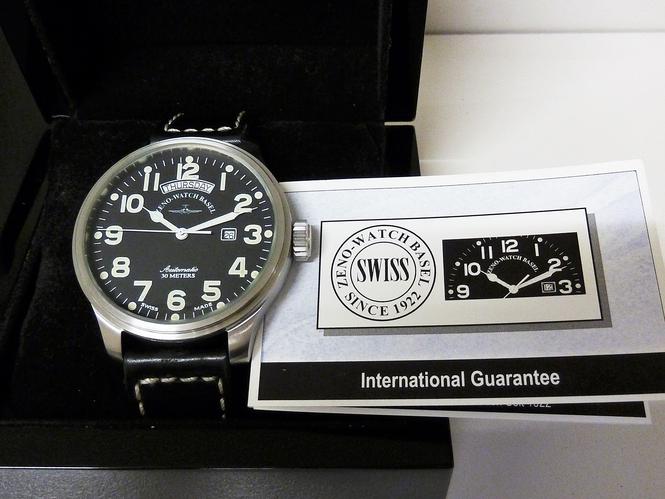 11 12 1
THURSDAY
ZENO-WATCH BASEL
10 2
9 28 3
8 4
Automatic
30 METERS
7 6 5
SWISS MADE
ZENO-WATCH BASEL
SWISS
SINCE 1922
11 12 1
ZENO-WATCH BASEL
10 2
9 3
International Guarantee